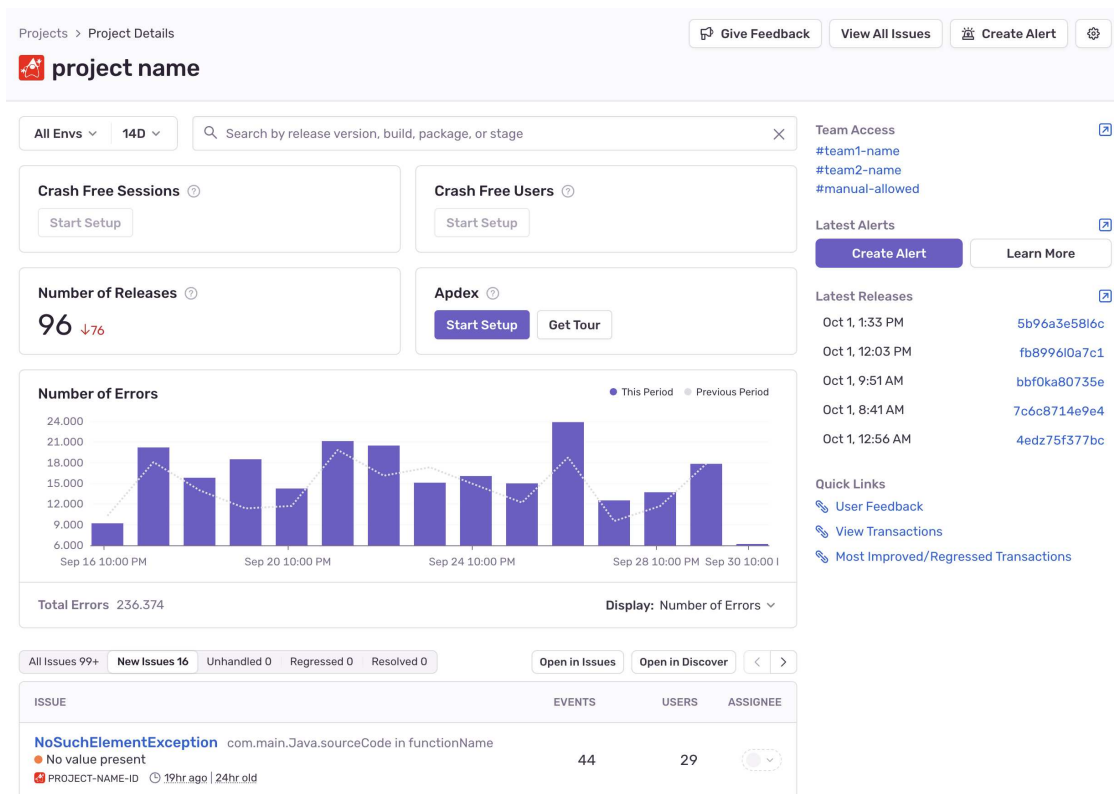 Projects > Project Details
Give Feedback
View All Issues
Create Alert
project name
All Envs
14D
Search by release version, build, package, or stage
Team Access
#team1-name
#team2-name
#manual-allowed
Crash Free Sessions
Start Setup
Crash Free Users
Start Setup
Latest Alerts
Create Alert
Learn More
Number of Releases
96 ↓76
Apdex
Start Setup
Get Tour
Latest Releases
Oct 1, 1:33 PM 5b96a3e58l6c
Oct 1, 12:03 PM fb8996l0a7c1
Oct 1, 9:51 AM bbf0ka80735e
Oct 1, 8:41 AM 7c6c8714e9e4
Oct 1, 12:56 AM 4edz75f377bc
Number of Errors
This Period
Previous Period
24.000
21.000
18.000
15.000
12.000
9.000
6.000
Sep 16 10:00 PM
Sep 20 10:00 PM
Sep 24 10:00 PM
Sep 28 10:00 PM
Sep 30 10:00
Quick Links
User Feedback
View Transactions
Most Improved/Regressed Transactions
Total Errors 236.374
Display: Number of Errors
All Issues 99+
New Issues 16
Unhandled 0
Regressed 0
Resolved 0
Open in Issues
Open in Discover
ISSUE EVENTS USERS ASSIGNEE
NoSuchElementException com.main.Java.sourceCode in functionName
No value present
44 29
PROJECT-NAME-ID 19hr ago | 24hr old